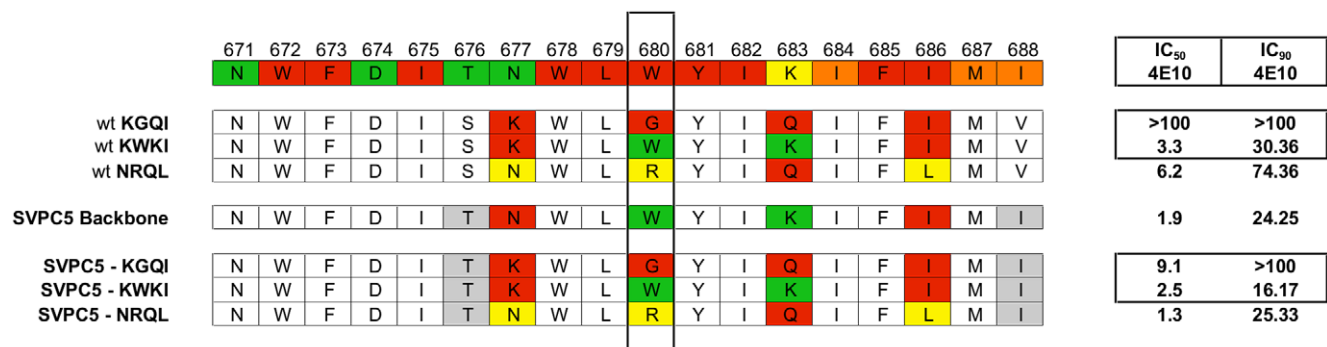 671 672 673 674 675 676 677 678 679 680 681 682 683 684 685 686 687 688 IC50 IC90
N W F D I T N W L W Y I K I F I M I 4E10 4E10
wt KGQI N W F D I S K W L G Y I Q I F I M V >100 >100
wt KWKI N W F D I S K W L W Y I K I F I M V 3.3 30.36
wt NRQL N W F D I S N W L R Y I Q I F L M V 6.2 74.36
SVPC5 Backbone N W F D I T N W L W Y I K I F I M I 1.9 24.25
SVPC5 - KGQI N W F D I T K W L G Y I Q I F I M I 9.1 >100
SVPC5 - KWKI N W F D I T K W L W Y I K I F I M I 2.5 16.17
SVPC5 - NRQL N W F D I T N W L R Y I Q I F L M I 1.3 25.33